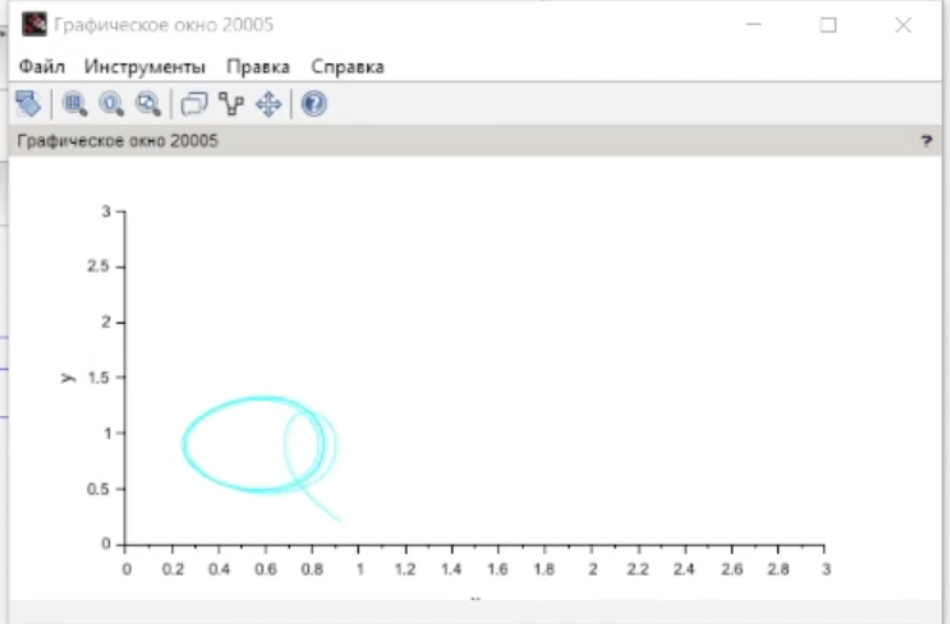 Графическое окно 20005
Файл Инструменты Правка Справка
Графическое окно 20005 ?
3
2.5
2
y 1.5
1
0.5
0
0 0.2 0.4 0.6 0.8 1 1.2 1.4 1.6 1.8 2 2.2 2.4 2.6 2.8 3